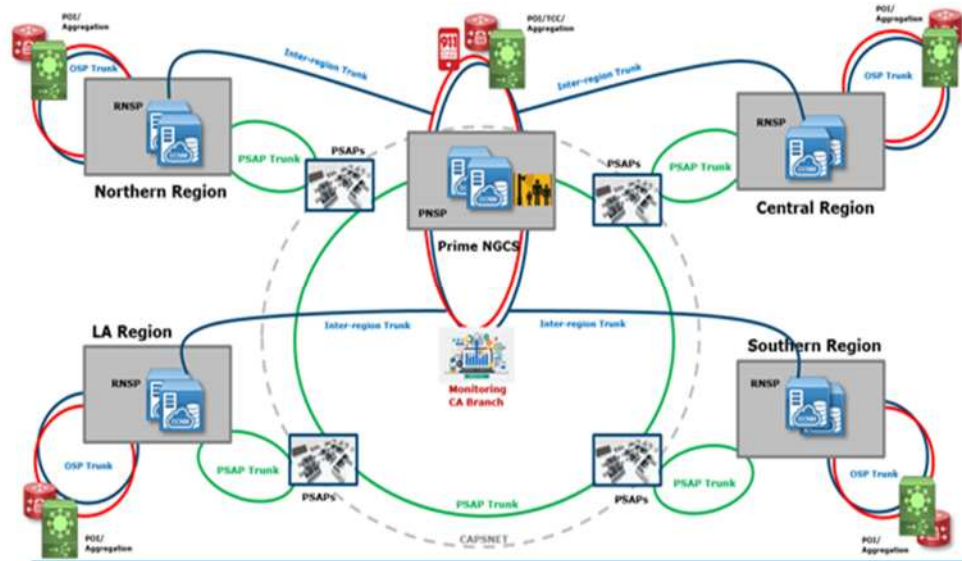 POI/
Aggregation
OSP Trunk
RNSP
Northern Region
PSAP Trunk
PSAPs
Inter-region Trunk
911
POI/TCC/
Aggregation
PNSP
Prime NGCS
Inter-region Trunk
PSAPs
PSAP Trunk
RNSP
Central Region
POI/
Aggregation
OSP Trunk
LA Region
RNSP
Inter-region Trunk
Inter-region Trunk
Monitoring
CA Branch
Southern Region
RNSP
OSP Trunk
POI/
Aggregation
PSAP Trunk
PSAPs
PSAP Trunk
CAPSNET
PSAPs
PSAP Trunk
OSP Trunk
POI/
Aggregation